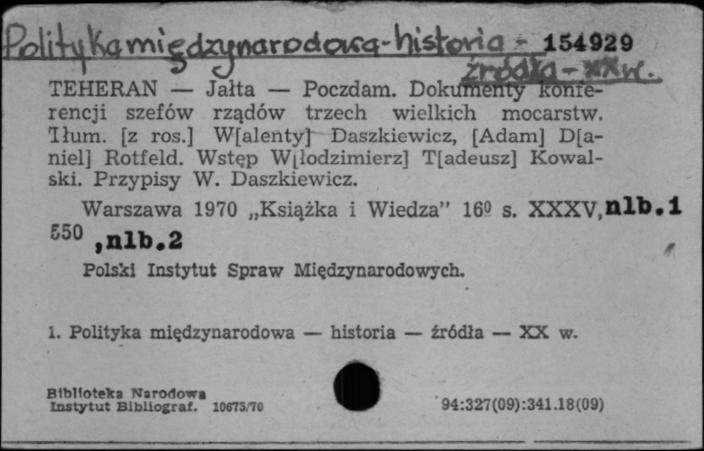 Polityka międzynarodowa - historia - 154929
źródła - XX w.
TEHERAN — Jałta — Poczdam. Dokumenty konfe-
rencji szefów rządów trzech wielkich mocarstw.
Tłum. [z ros.] W[alenty] Daszkiewicz, [Adam] D[a-
niel] Rotfeld. Wstęp W[łodzimierz] T[adeusz] Kowal-
ski. Przypisy W. Daszkiewicz.
Warszawa 1970 „Książka i Wiedza” 16⁰ s. XXXV, nlb. 1
550, nlb. 2
Polski Instytut Spraw Międzynarodowych.
1. Polityka międzynarodowa — historia — źródła — XX w.
Biblioteka Narodowa
Instytut Bibliograf. 10675/70 94:327(09):341.18(09)